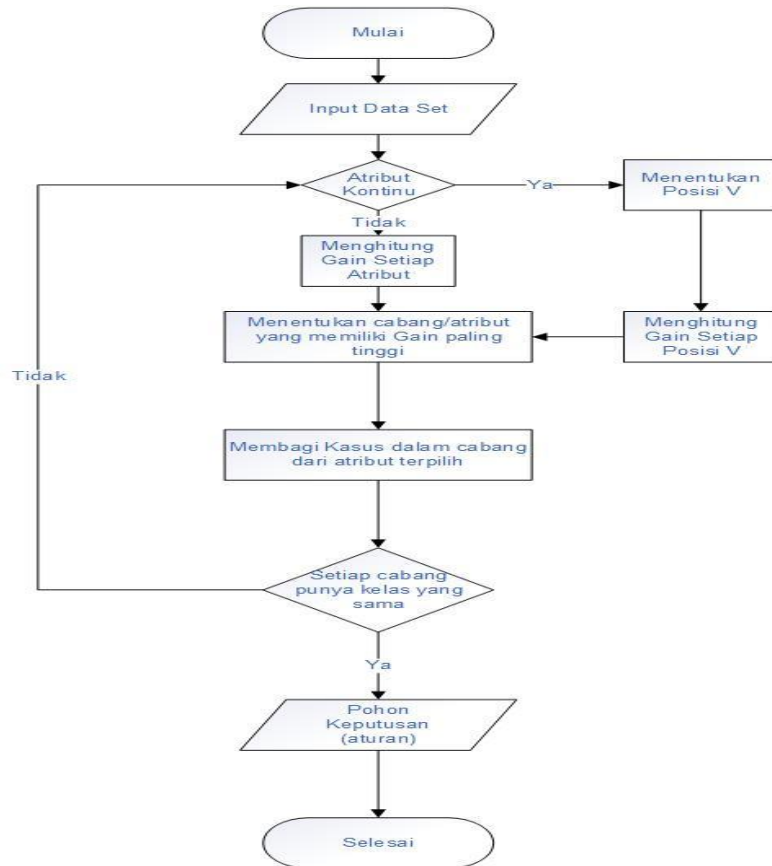 Mulai
Input Data Set
Atribut
Kontinu
Ya
Menentukan
Posisi V
Tidak
Menghitung
Gain Setiap
Atribut
Menentukan cabang/atribut
yang memiliki Gain paling
tinggi
Menghitung
Gain Setiap
Posisi V
Tidak
Membagi Kasus dalam cabang
dari atribut terpilih
Setiap cabang
punya kelas yang
sama
Ya
Pohon
Keputusan
(aturan)
Selesai